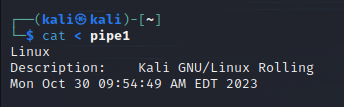 ┌──(kali㉿kali)-[~]
└─$ cat < pipe1
Linux
Description:    Kali GNU/Linux Rolling
Mon Oct 30 09:54:49 AM EDT 2023